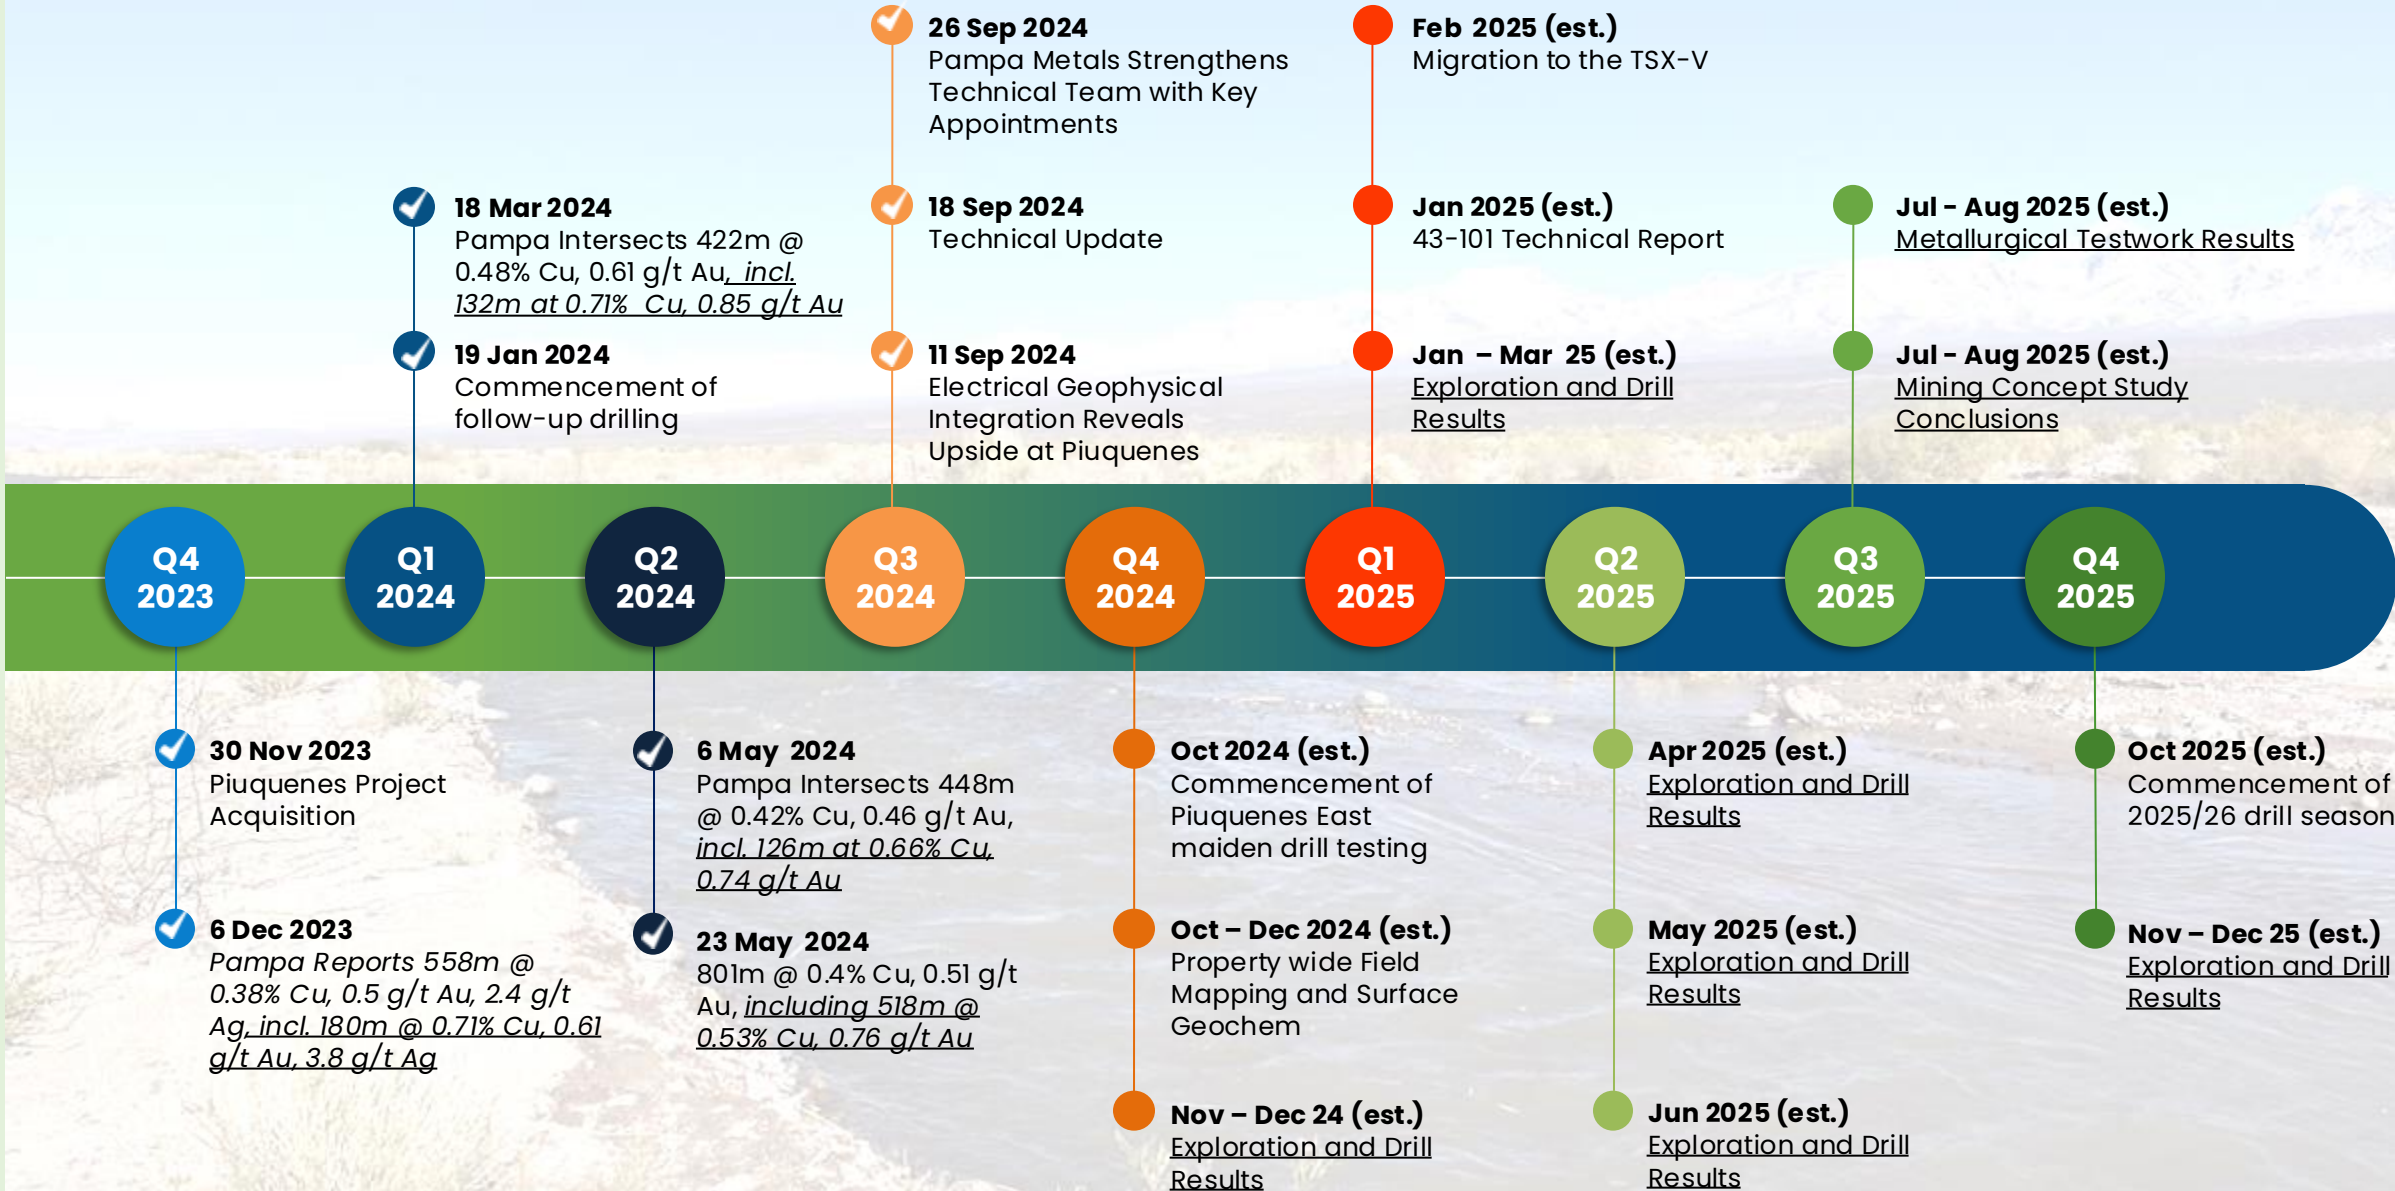 26 Sep 2024
Pampa Metals Strengthens
Technical Team with Key
Appointments
Feb 2025 (est.)
Migration to the TSX-V
18 Mar 2024
Pampa Intersects 422m @
0.48% Cu, 0.61 g/t Au, incl.
132m at 0.71% Cu, 0.85 g/t Au
18 Sep 2024
Technical Update
Jan 2025 (est.)
43-101 Technical Report
Jul - Aug 2025 (est.)
Metallurgical Testwork Results
19 Jan 2024
Commencement of
follow-up drilling
11 Sep 2024
Electrical Geophysical
Integration Reveals
Upside at Piuquenes
Jan – Mar 25 (est.)
Exploration and Drill
Results
Jul - Aug 2025 (est.)
Mining Concept Study
Conclusions
Q4
2023
Q1
2024
Q2
2024
Q3
2024
Q4
2024
Q1
2025
Q2
2025
Q3
2025
Q4
2025
30 Nov 2023
Piuquenes Project
Acquisition
6 May 2024
Pampa Intersects 448m
@ 0.42% Cu, 0.46 g/t Au,
incl. 126m at 0.66% Cu,
0.74 g/t Au
Oct 2024 (est.)
Commencement of
Piuquenes East
maiden drill testing
Apr 2025 (est.)
Exploration and Drill
Results
Oct 2025 (est.)
Commencement of
2025/26 drill season
6 Dec 2023
Pampa Reports 558m @
0.38% Cu, 0.5 g/t Au, 2.4 g/t
Ag, incl. 180m @ 0.71% Cu, 0.61
g/t Au, 3.8 g/t Ag
23 May 2024
801m @ 0.4% Cu, 0.51 g/t
Au, including 518m @
0.53% Cu, 0.76 g/t Au
Oct – Dec 2024 (est.)
Property wide Field
Mapping and Surface
Geochem
May 2025 (est.)
Exploration and Drill
Results
Nov – Dec 25 (est.)
Exploration and Drill
Results
Nov – Dec 24 (est.)
Exploration and Drill
Results
Jun 2025 (est.)
Exploration and Drill
Results